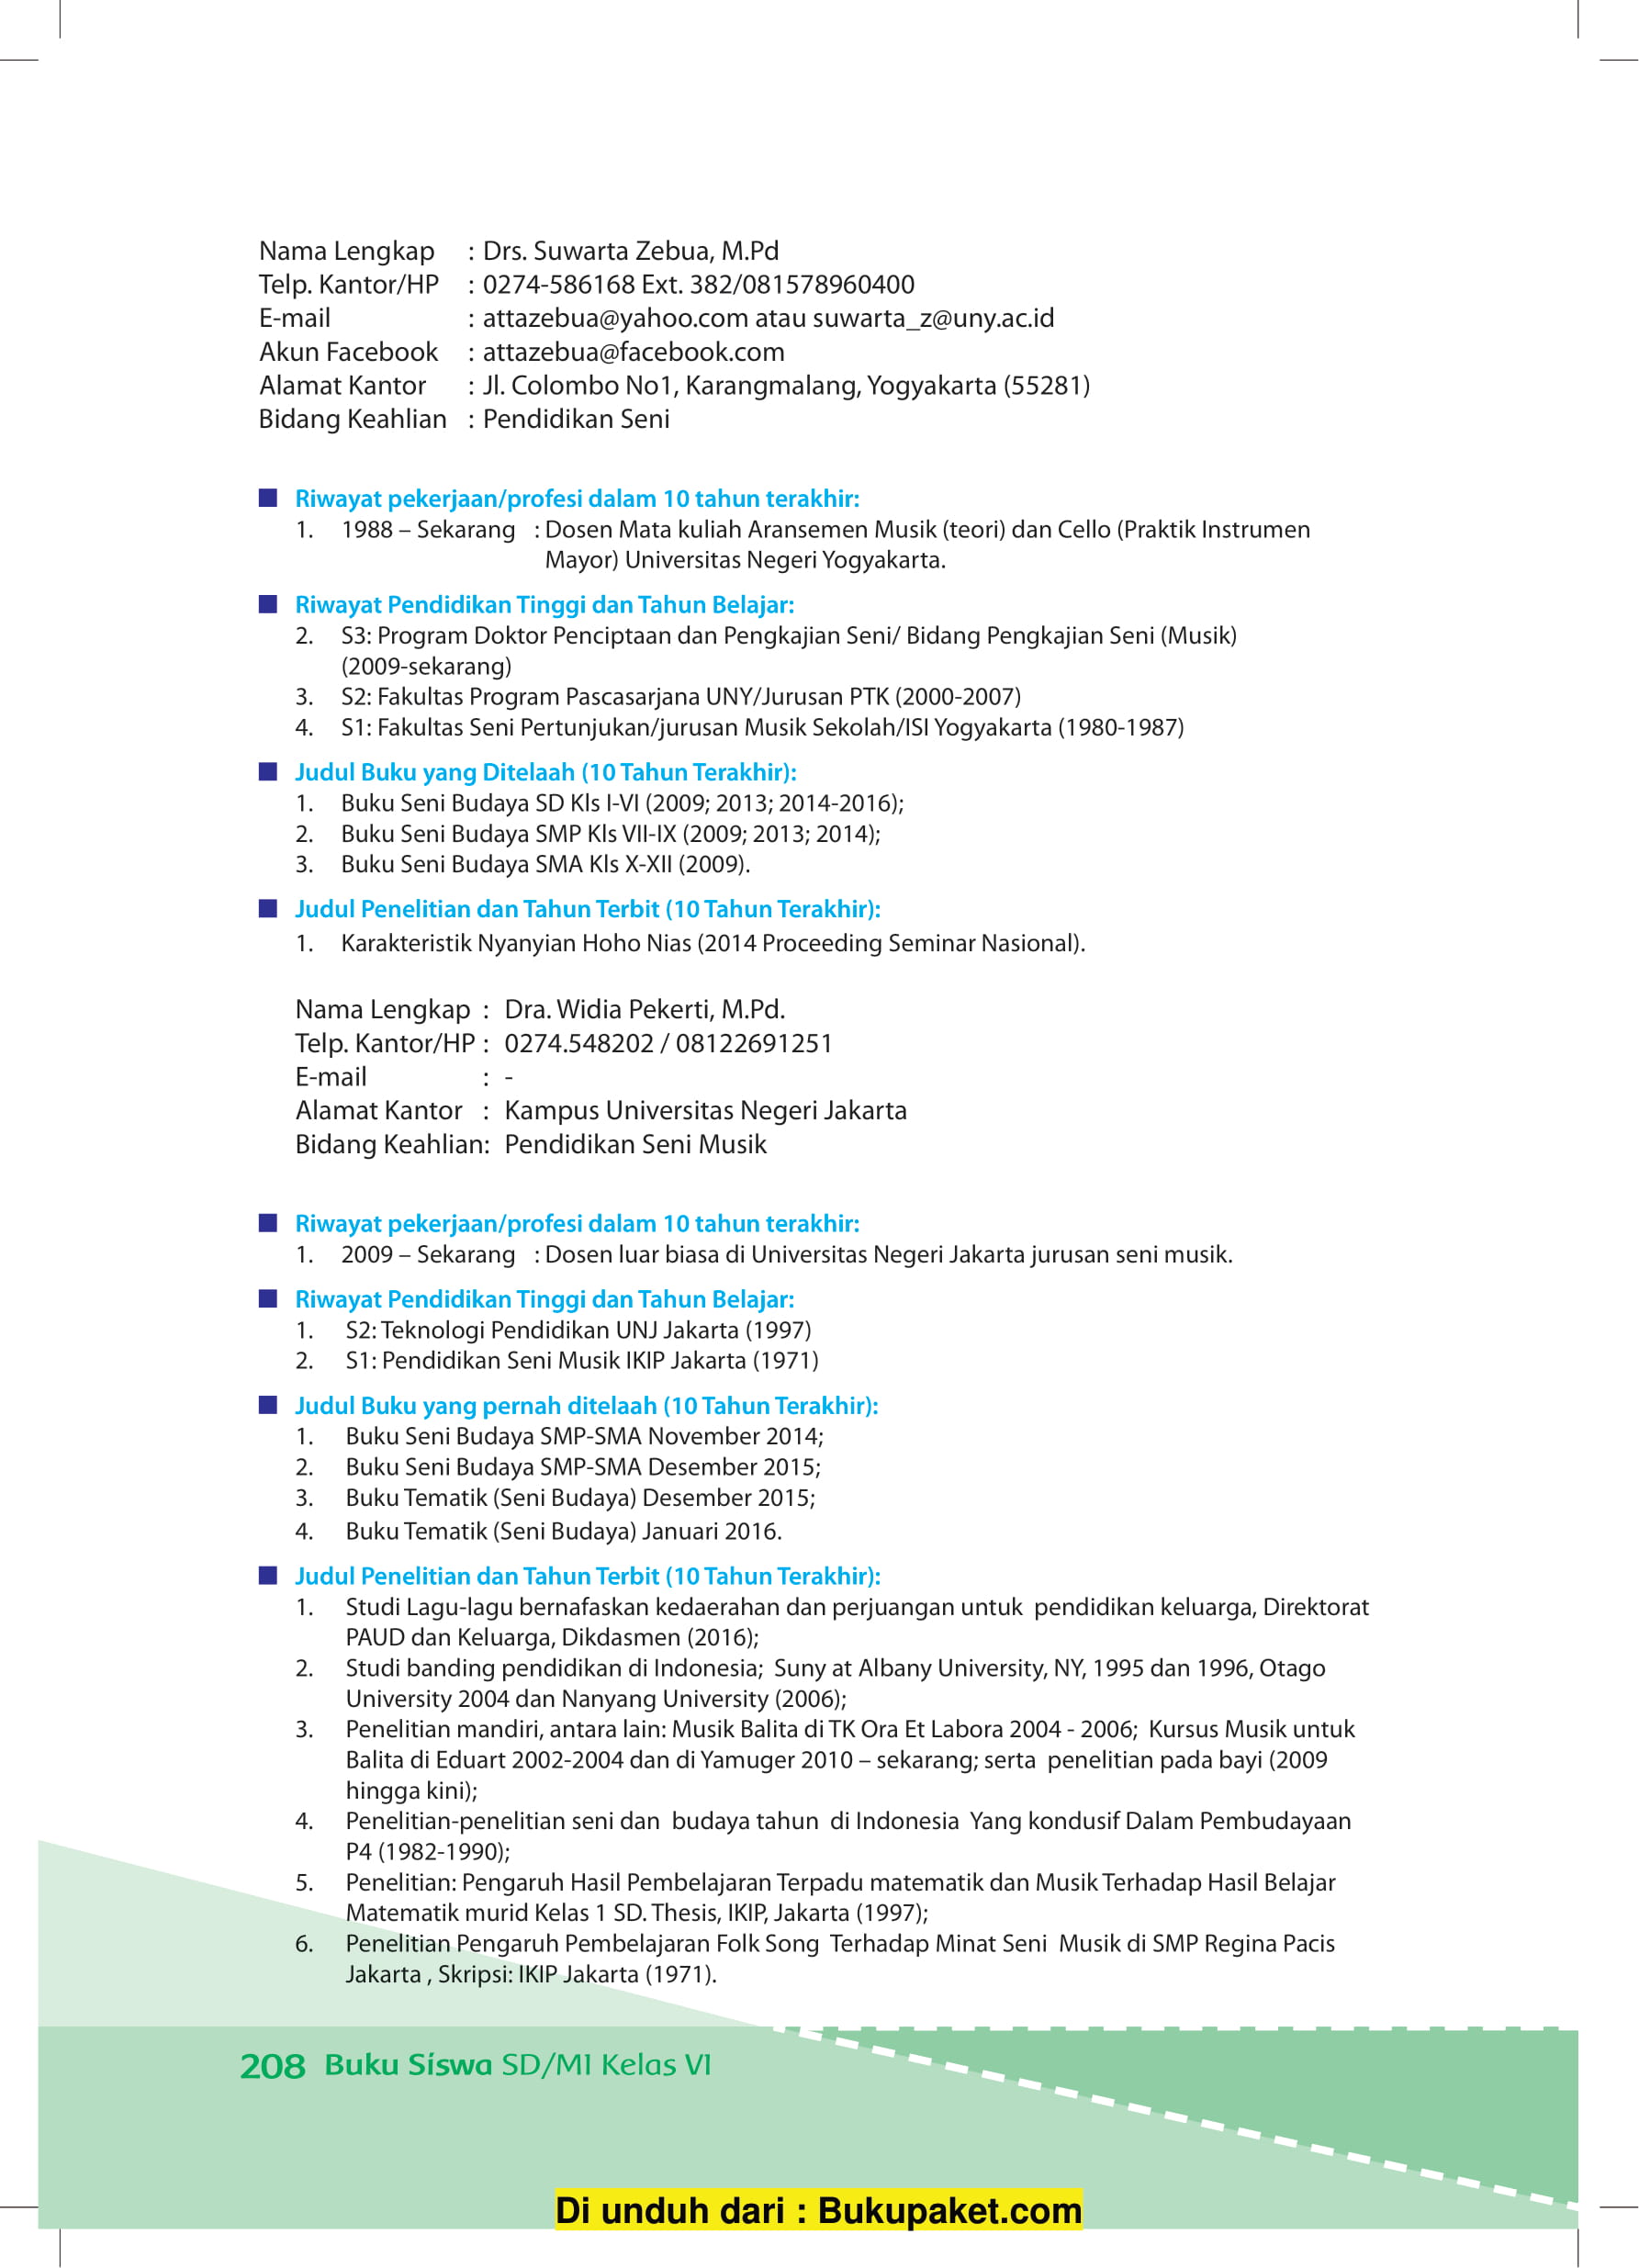 Nama Lengkap : Drs. Suwarta Zebua, M.Pd
Telp. Kantor/HP : 0274-586168 Ext. 382/081578960400
E-mail : attazebua@yahoo.com atau suwarta_z@uny.ac.id
Akun Facebook : attazebua@facebook.com
Alamat Kantor : Jl. Colombo No1, Karangmalang, Yogyakarta (55281)
Bidang Keahlian : Pendidikan Seni
Riwayat pekerjaan/profesi dalam 10 tahun terakhir:
1. 1988 – Sekarang : Dosen Mata kuliah Aransemen Musik (teori) dan Cello (Praktik Instrumen
Mayor) Universitas Negeri Yogyakarta.
Riwayat Pendidikan Tinggi dan Tahun Belajar:
2. S3: Program Doktor Penciptaan dan Pengkajian Seni/ Bidang Pengkajian Seni (Musik)
(2009-sekarang)
3. S2: Fakultas Program Pascasarjana UNY/Jurusan PTK (2000-2007)
4. S1: Fakultas Seni Pertunjukan/jurusan Musik Sekolah/ISI Yogyakarta (1980-1987)
Judul Buku yang Ditelaah (10 Tahun Terakhir):
1. Buku Seni Budaya SD Kls I-VI (2009; 2013; 2014-2016);
2. Buku Seni Budaya SMP Kls VII-IX (2009; 2013; 2014);
3. Buku Seni Budaya SMA Kls X-XII (2009).
Judul Penelitian dan Tahun Terbit (10 Tahun Terakhir):
1. Karakteristik Nyanyian Hoho Nias (2014 Proceeding Seminar Nasional).
Nama Lengkap : Dra. Widia Pekerti, M.Pd.
Telp. Kantor/HP : 0274.548202 / 08122691251
E-mail : -
Alamat Kantor : Kampus Universitas Negeri Jakarta
Bidang Keahlian: Pendidikan Seni Musik
Riwayat pekerjaan/profesi dalam 10 tahun terakhir:
1. 2009 – Sekarang : Dosen luar biasa di Universitas Negeri Jakarta jurusan seni musik.
Riwayat Pendidikan Tinggi dan Tahun Belajar:
1. S2: Teknologi Pendidikan UNJ Jakarta (1997)
2. S1: Pendidikan Seni Musik IKIP Jakarta (1971)
Judul Buku yang pernah ditelaah (10 Tahun Terakhir):
1. Buku Seni Budaya SMP-SMA November 2014;
2. Buku Seni Budaya SMP-SMA Desember 2015;
3. Buku Tematik (Seni Budaya) Desember 2015;
4. Buku Tematik (Seni Budaya) Januari 2016.
Judul Penelitian dan Tahun Terbit (10 Tahun Terakhir):
1. Studi Lagu-lagu bernafaskan kedaerahan dan perjuangan untuk pendidikan keluarga, Direktorat
PAUD dan Keluarga, Dikdasmen (2016);
2. Studi banding pendidikan di Indonesia; Suny at Albany University, NY, 1995 dan 1996, Otago
University 2004 dan Nanyang University (2006);
3. Penelitian mandiri, antara lain: Musik Balita di TK Ora Et Labora 2004 - 2006; Kursus Musik untuk
Balita di Eduart 2002-2004 dan di Yamuger 2010 – sekarang; serta penelitian pada bayi (2009
hingga kini);
4. Penelitian-penelitian seni dan budaya tahun di Indonesia Yang kondusif Dalam Pembudayaan
P4 (1982-1990);
5. Penelitian: Pengaruh Hasil Pembelajaran Terpadu matematik dan Musik Terhadap Hasil Belajar
Matematik murid Kelas 1 SD. Thesis, IKIP, Jakarta (1997);
6. Penelitian Pengaruh Pembelajaran Folk Song Terhadap Minat Seni Musik di SMP Regina Pacis
Jakarta , Skripsi: IKIP Jakarta (1971).
208 Buku Siswa SD/MI Kelas VI
Di unduh dari : Bukupaket.com